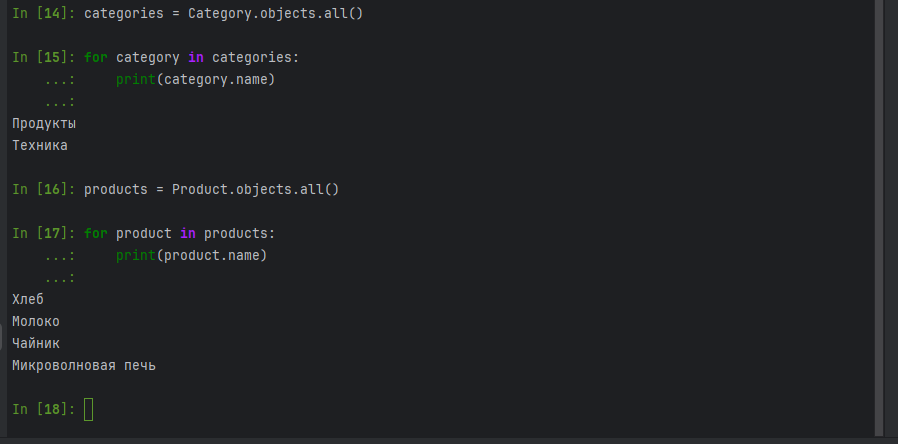 In [14]: categories = Category.objects.all()
In [15]: for category in categories:
    ...:     print(category.name)
    ...:
Продукты
Техника
In [16]: products = Product.objects.all()
In [17]: for product in products:
    ...:     print(product.name)
    ...:
Хлеб
Молоко
Чайник
Микроволновая печь
In [18]: